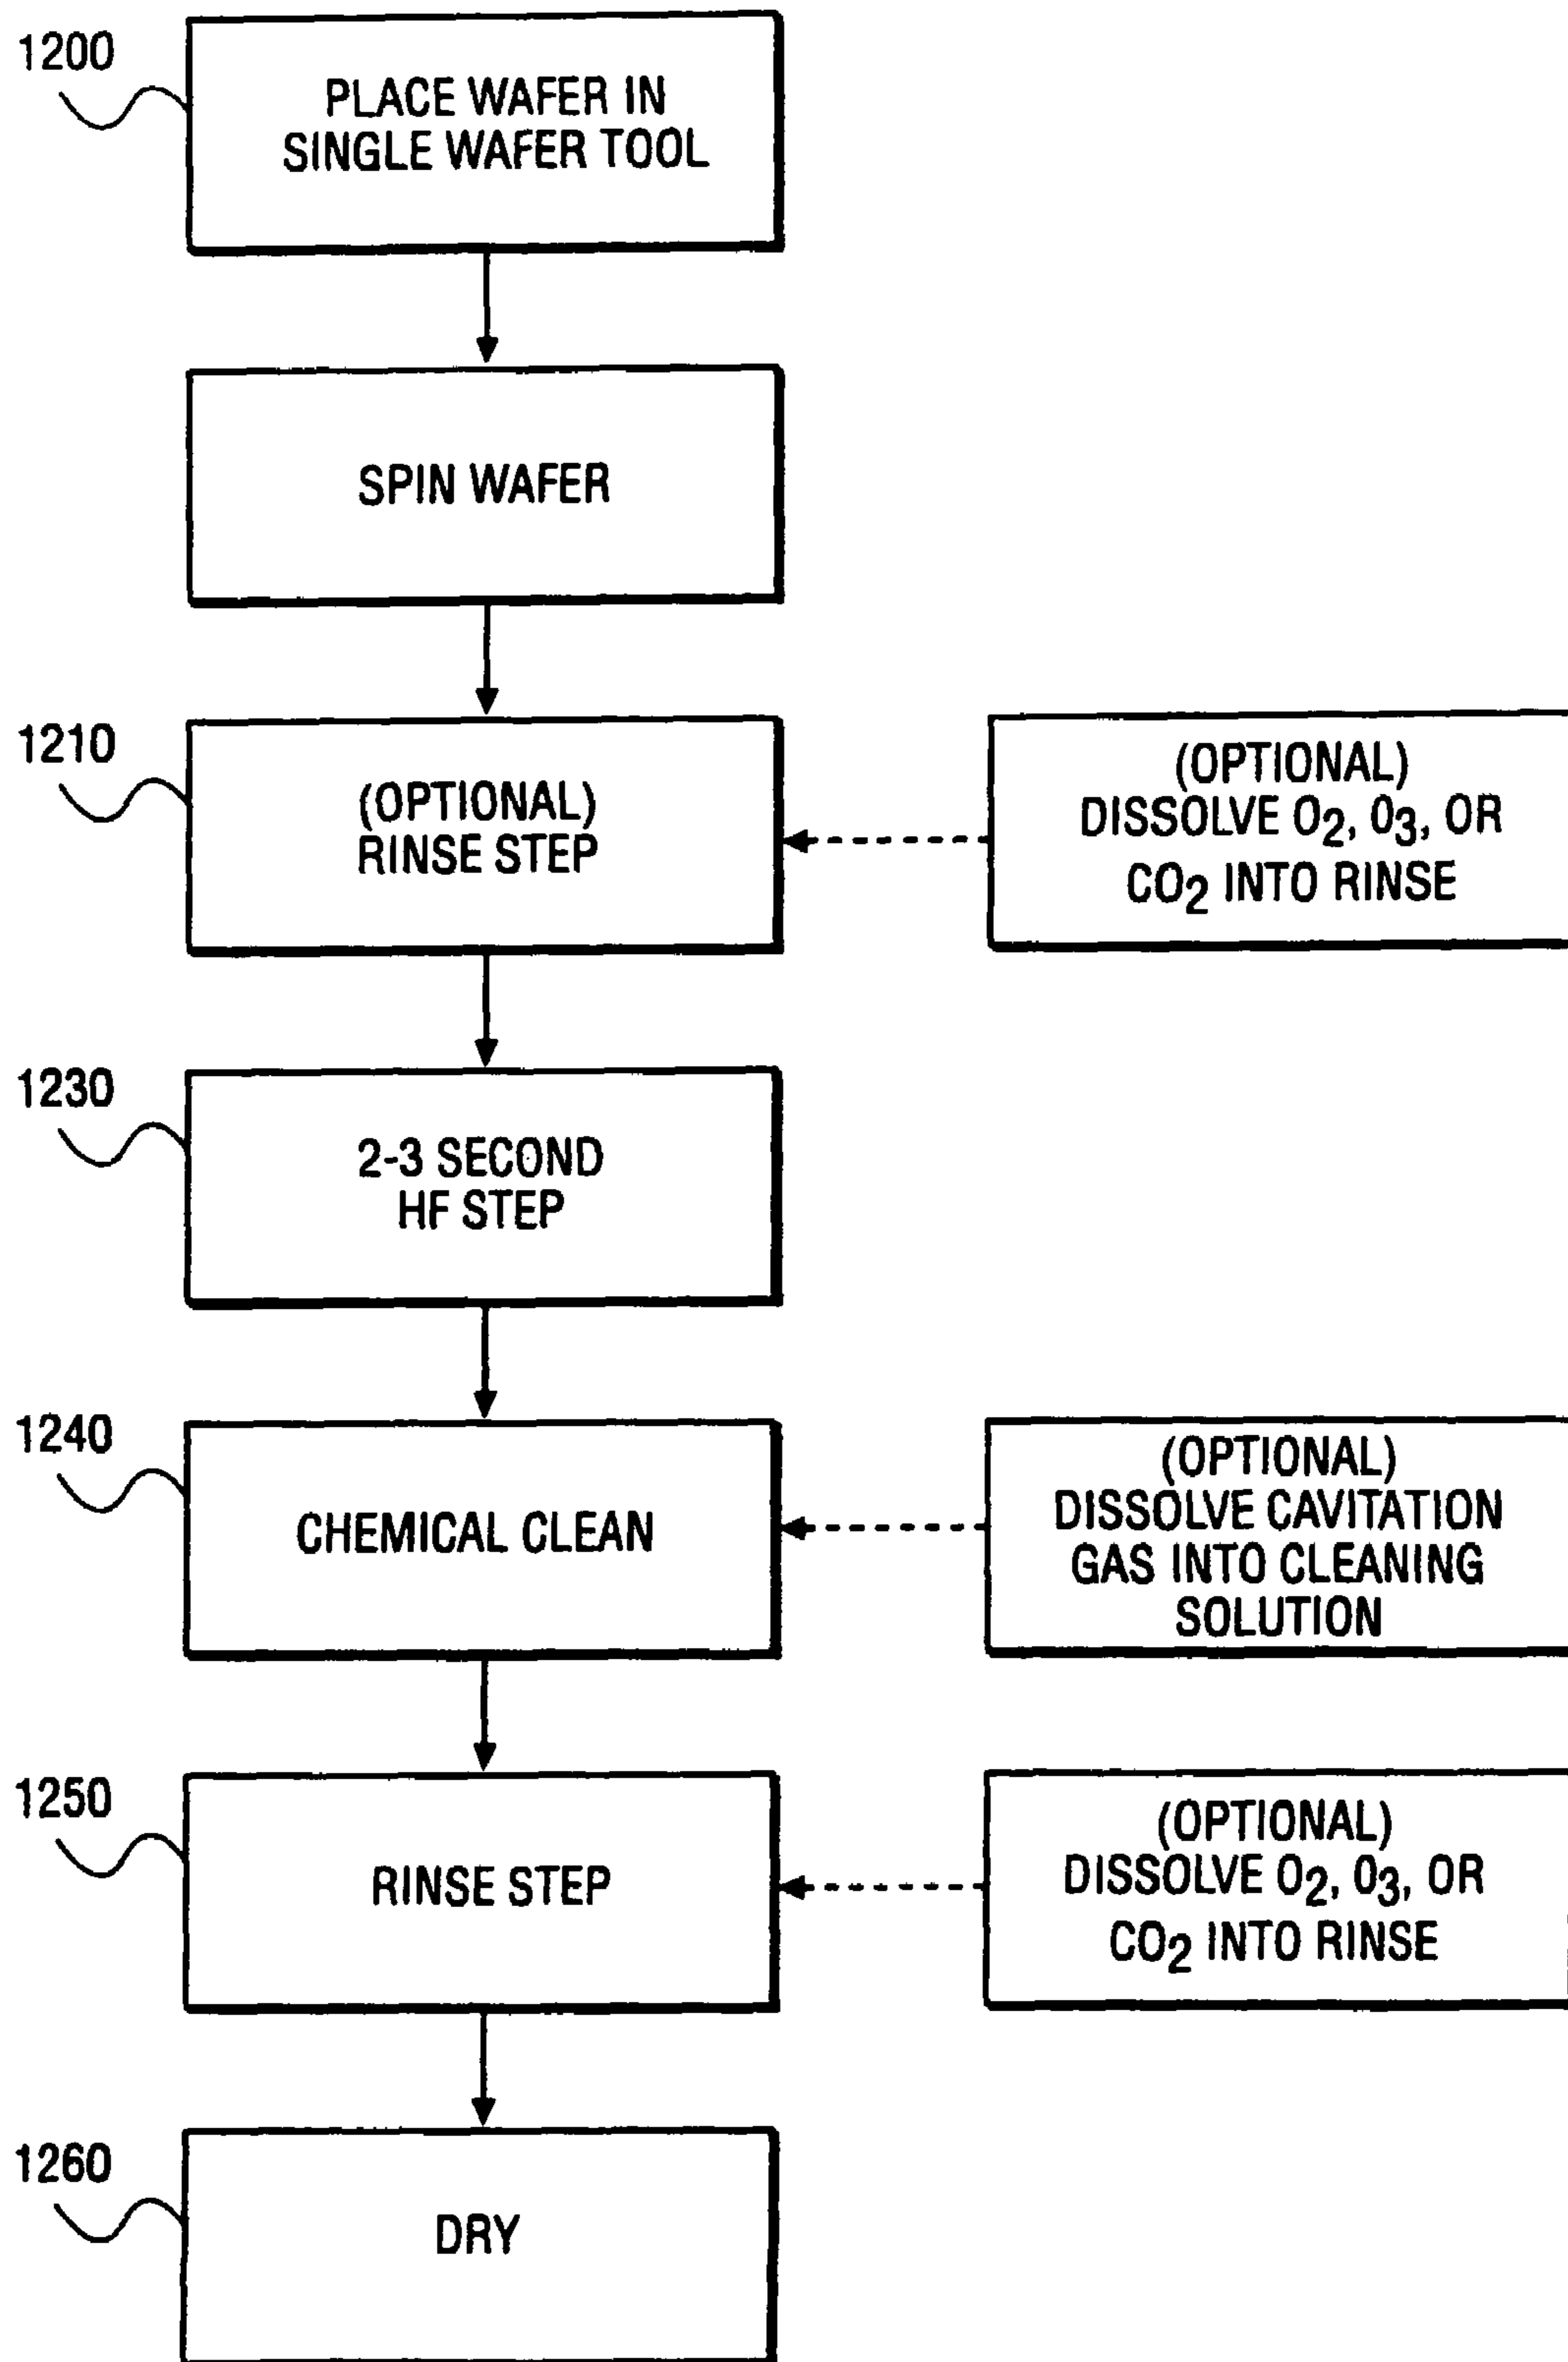 1200
PLACE WAFER IN
SINGLE WAFER TOOL
SPIN WAFER
1210
(OPTIONAL)
RINSE STEP
(OPTIONAL)
DISSOLVE O2, O3, OR
CO2 INTO RINSE
1230
2-3 SECOND
HF STEP
1240
CHEMICAL CLEAN
(OPTIONAL)
DISSOLVE CAVITATION
GAS INTO CLEANING
SOLUTION
1250
RINSE STEP
(OPTIONAL)
DISSOLVE O2, O3, OR
CO2 INTO RINSE
1260
DRY